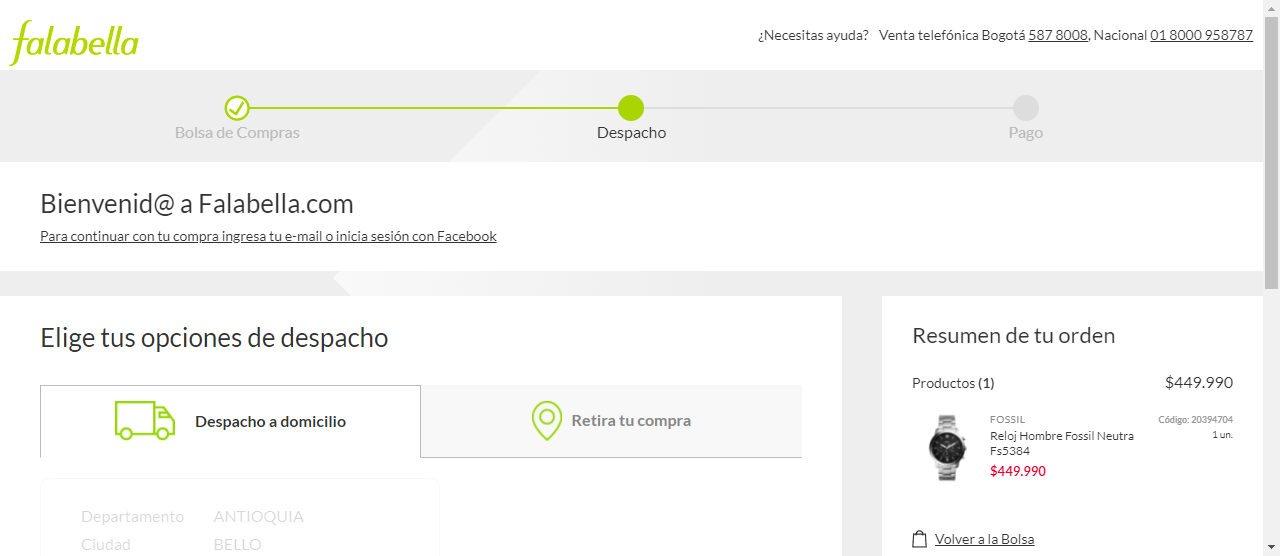 falabella
¿Necesitas ayuda? Venta telefónica Bogotá 587 8008, Nacional 01 8000 958787
Bolsa de Compras
Despacho
Pago
Bienvenid@ a Falabella.com
Para continuar con tu compra ingresa tu e-mail o inicia sesión con Facebook
Elige tus opciones de despacho
Despacho a domicilio
Retira tu compra
Departamento ANTIOQUIA
Ciudad BELLO
Resumen de tu orden
Productos (1) $449.990
FOSSIL Código: 20394704
Reloj Hombre Fossil Neutra 1 un.
Fs5384
$449.990
Volver a la Bolsa